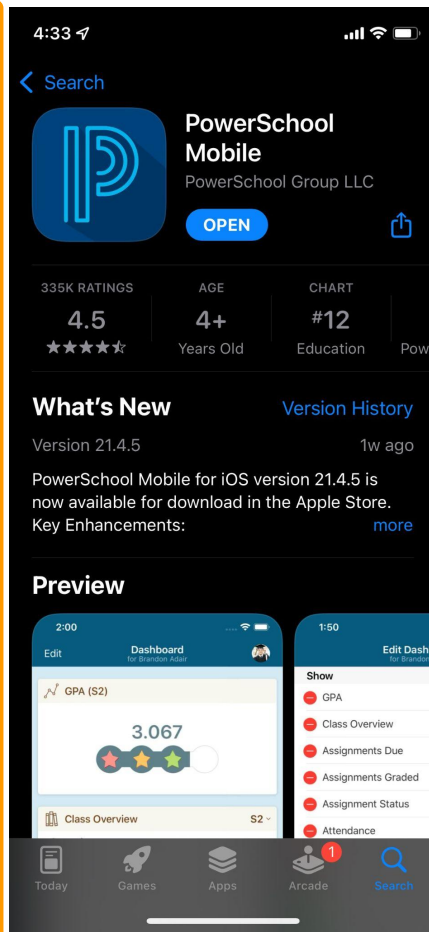 4:33
Search
PowerSchool
Mobile
PowerSchool Group LLC
OPEN
335K RATINGS
AGE
CHART
4.5
4+
#12
Years Old
Education
Pow
What's New
Version History
Version 21.4.5
1w ago
PowerSchool Mobile for iOS version 21.4.5 is
now available for download in the Apple Store.
Key Enhancements:
more
Preview
2:00
Edit
Dashboard
for Brandon Adair
GPA (S2)
3.067
Class Overview
S2
1:50
Edit Dash
for Brandon
Show
GPA
Class Overview
Assignments Due
Assignments Graded
Assignment Status
Attendance
1
Today
Games
Apps
Arcade
Search